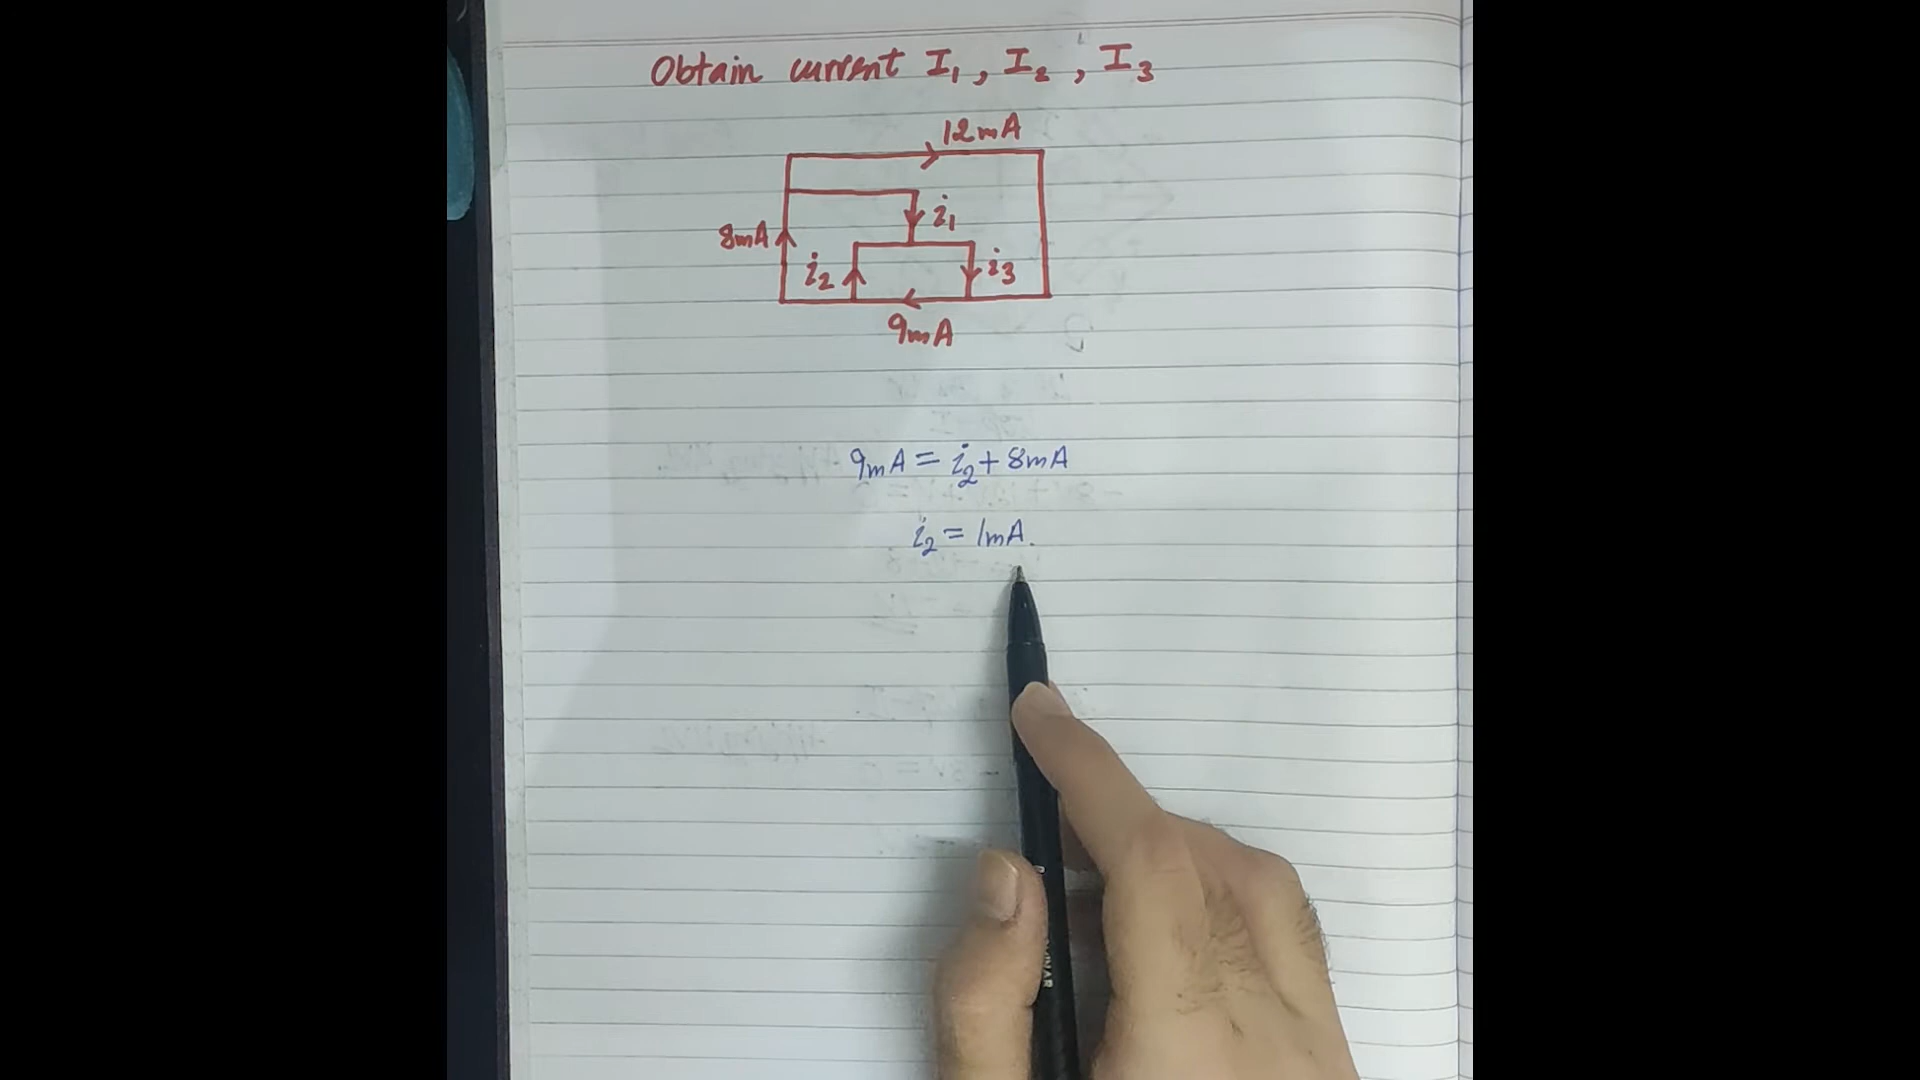 Obtain current I₁, I₂, I₃
12mA
i₁
8mA
i₂
i₃
9mA
9mA = i₂ + 8mA
i₂ = 1mA.